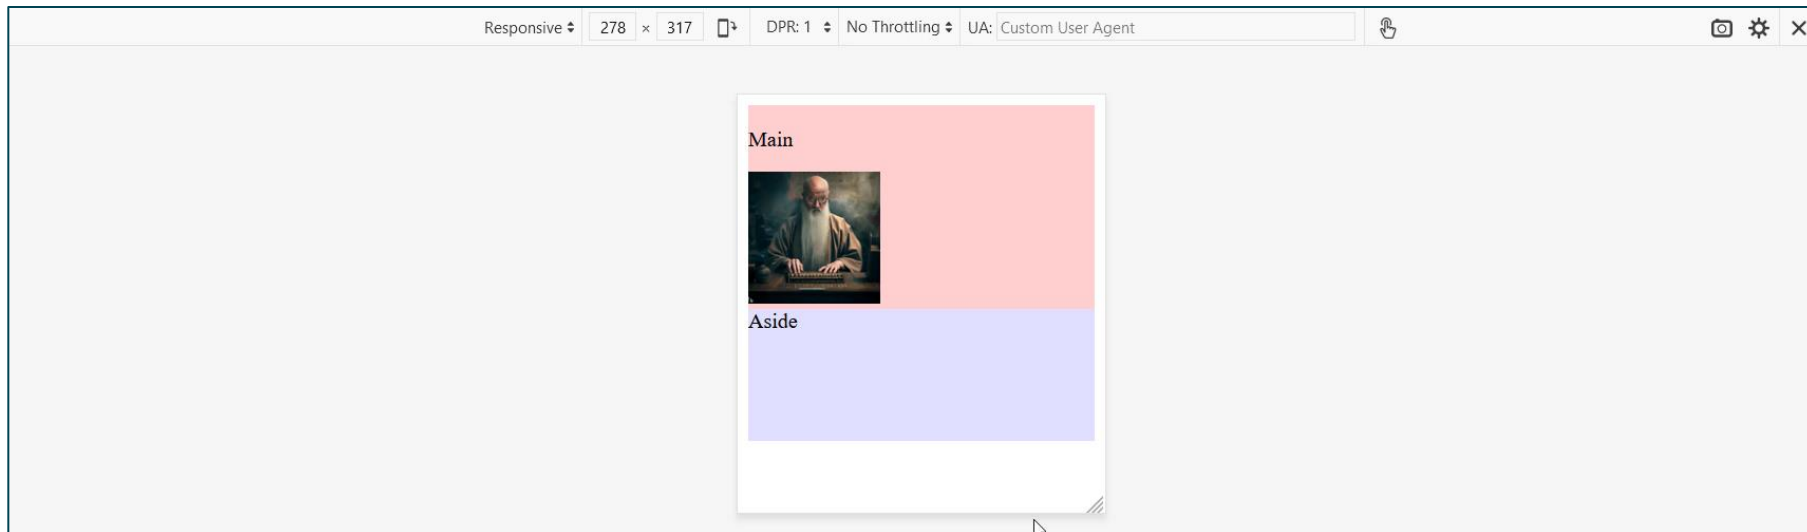 Responsive 278 × 317 DPR: 1 No Throttling UA: Custom User Agent
Main
Aside